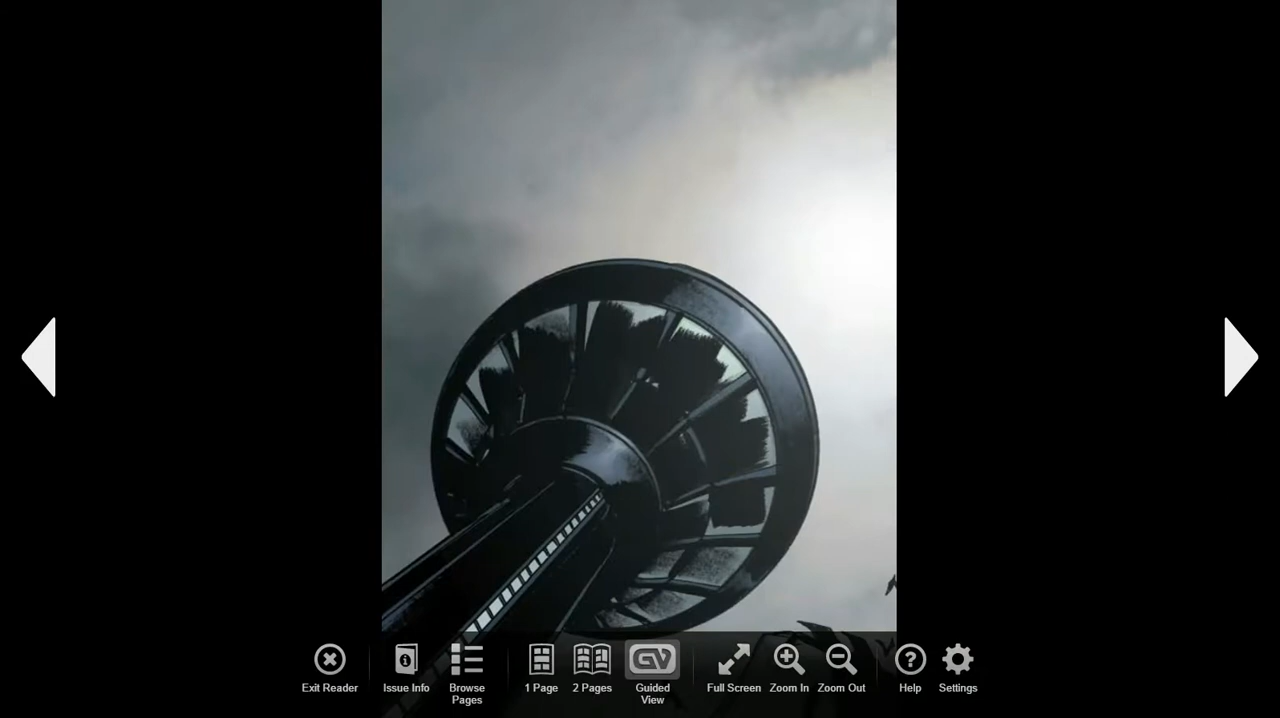 GV
Exit Reader
Issue Info
Browse
Pages
1 Page
2 Pages
Guided
View
Full Screen
Zoom In
Zoom Out
Help
Settings